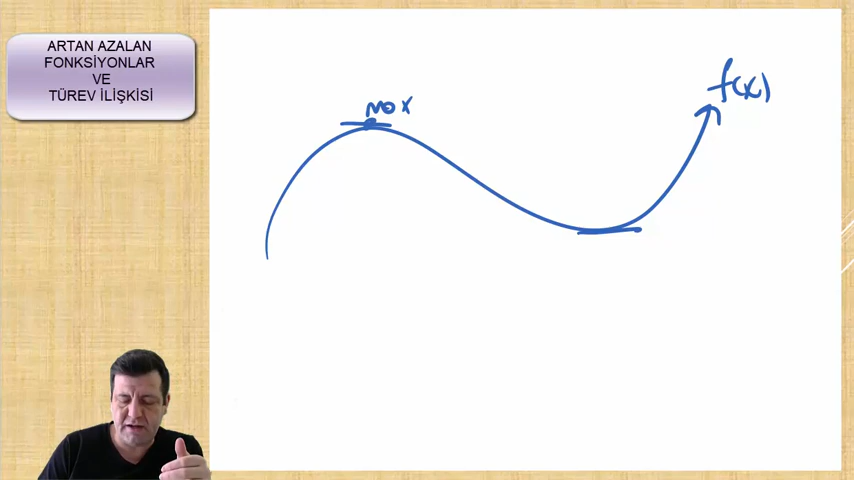 ARTAN AZALAN
FONKSİYONLAR
VE
TÜREV İLİŞKİSİ
max
f(x)